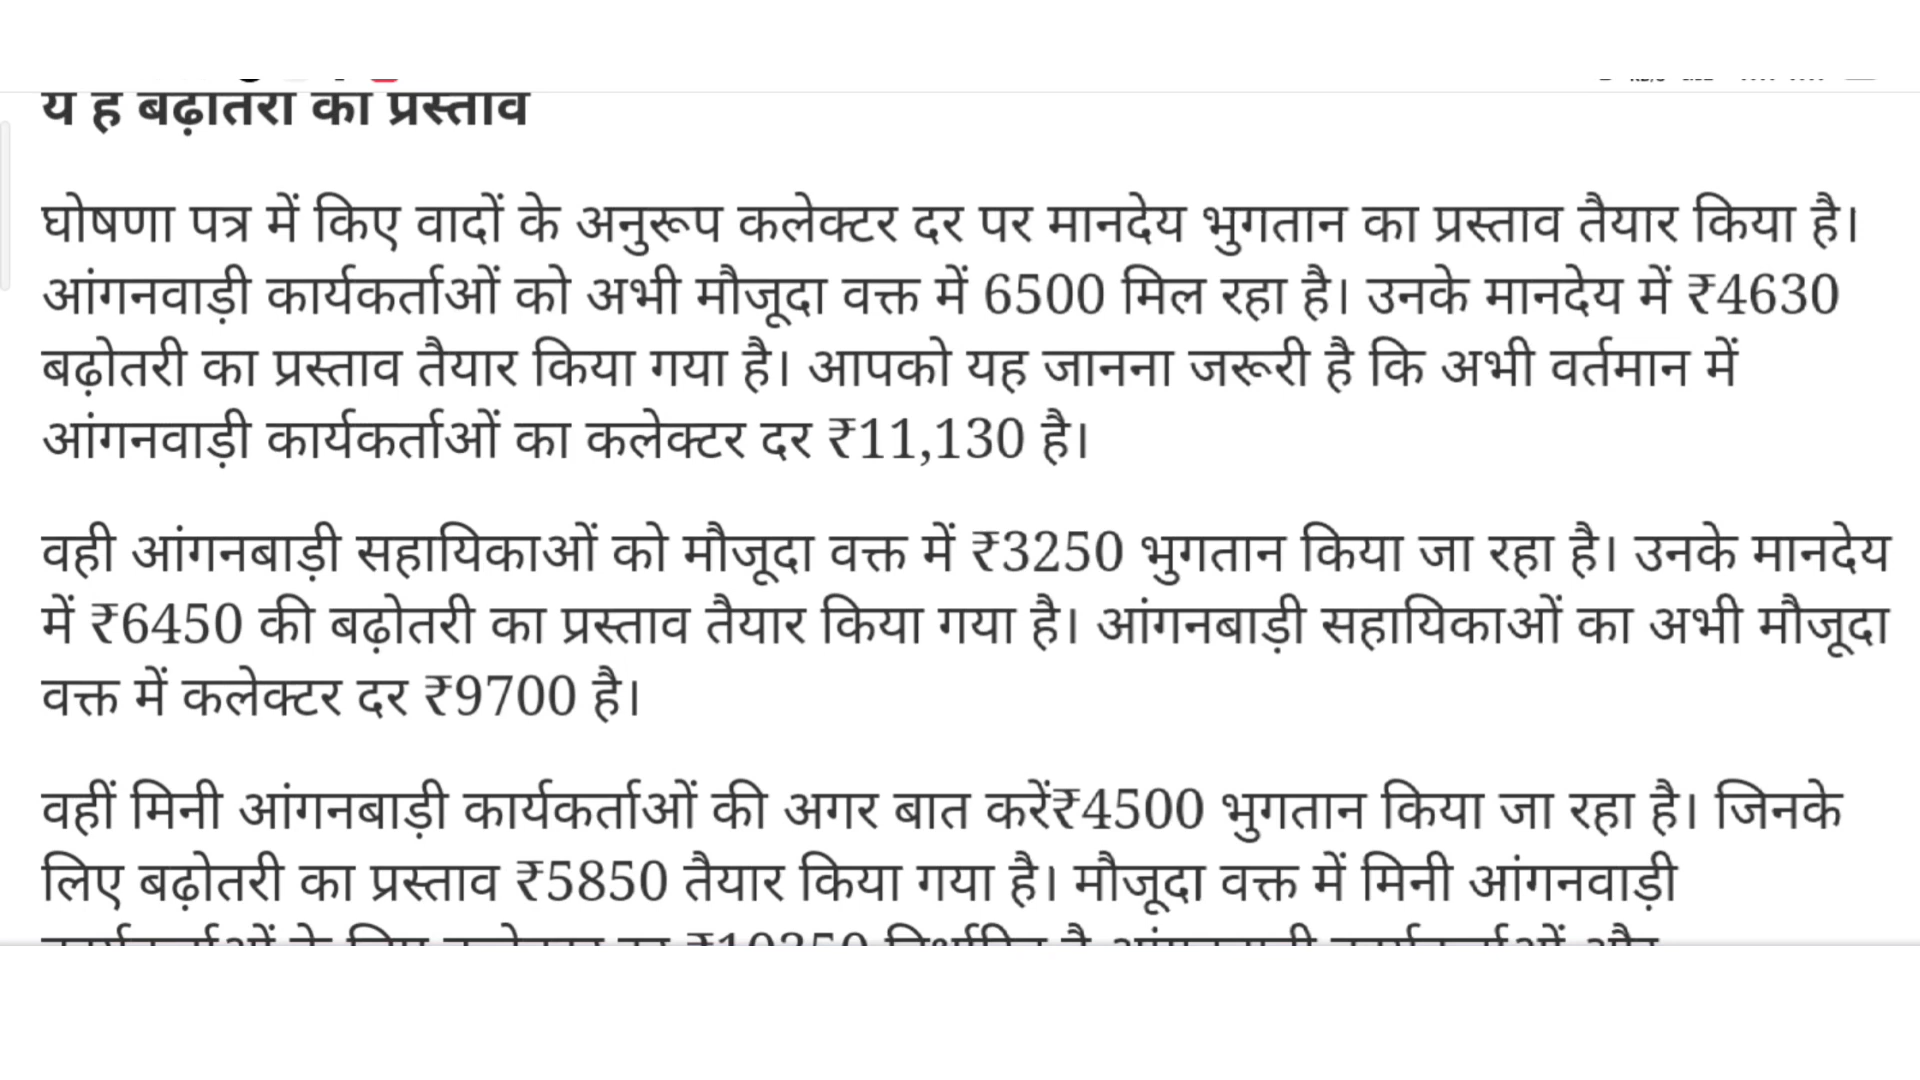 ये है बढ़ोतरी का प्रस्ताव
घोषणा पत्र में किए वादों के अनुरूप कलेक्टर दर पर मानदेय भुगतान का प्रस्ताव तैयार किया है।
आंगनवाड़ी कार्यकर्ताओं को अभी मौजूदा वक्त में 6500 मिल रहा है। उनके मानदेय में ₹4630
बढ़ोतरी का प्रस्ताव तैयार किया गया है। आपको यह जानना जरूरी है कि अभी वर्तमान में
आंगनवाड़ी कार्यकर्ताओं का कलेक्टर दर ₹11,130 है।
वही आंगनबाड़ी सहायिकाओं को मौजूदा वक्त में ₹3250 भुगतान किया जा रहा है। उनके मानदेय
में ₹6450 की बढ़ोतरी का प्रस्ताव तैयार किया गया है। आंगनबाड़ी सहायिकाओं का अभी मौजूदा
वक्त में कलेक्टर दर ₹9700 है।
वहीं मिनी आंगनबाड़ी कार्यकर्ताओं की अगर बात करें₹4500 भुगतान किया जा रहा है। जिनके
लिए बढ़ोतरी का प्रस्ताव ₹5850 तैयार किया गया है। मौजूदा वक्त में मिनी आंगनवाड़ी